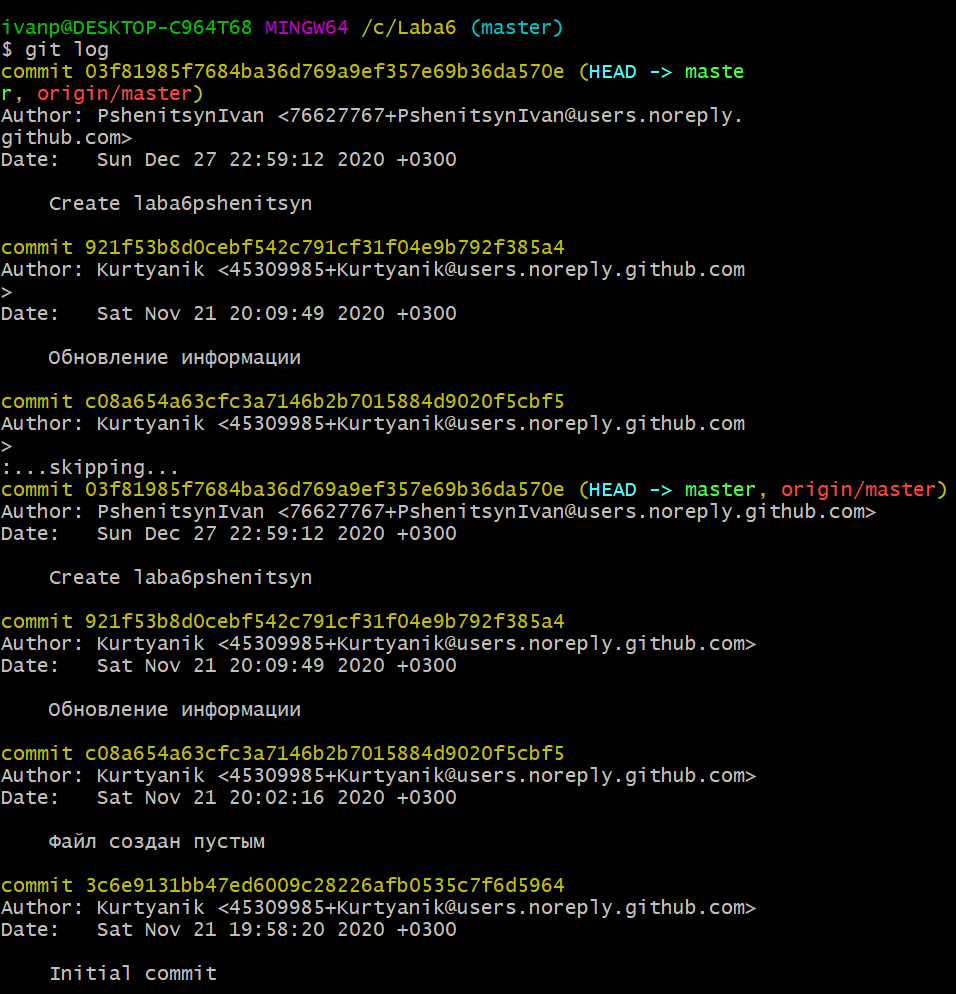 ivanp@DESKTOP-C964T68 MINGW64 /c/Laba6 (master)
$ git log
commit 03f81985f7684ba36d769a9ef357e69b36da570e (HEAD -> maste
r, origin/master)
Author: PshenitsynIvan <76627767+PshenitsynIvan@users.noreply.
github.com>
Date:   Sun Dec 27 22:59:12 2020 +0300
    Create laba6pshenitsyn
commit 921f53b8d0cebf542c791cf31f04e9b792f385a4
Author: Kurtyanik <45309985+Kurtyanik@users.noreply.github.com
>
Date:   Sat Nov 21 20:09:49 2020 +0300
    Обновление информации
commit c08a654a63cfc3a7146b2b7015884d9020f5cbf5
Author: Kurtyanik <45309985+Kurtyanik@users.noreply.github.com
>
:...skipping...
commit 03f81985f7684ba36d769a9ef357e69b36da570e (HEAD -> master, origin/master)
Author: PshenitsynIvan <76627767+PshenitsynIvan@users.noreply.github.com>
Date:   Sun Dec 27 22:59:12 2020 +0300
    Create laba6pshenitsyn
commit 921f53b8d0cebf542c791cf31f04e9b792f385a4
Author: Kurtyanik <45309985+Kurtyanik@users.noreply.github.com>
Date:   Sat Nov 21 20:09:49 2020 +0300
    Обновление информации
commit c08a654a63cfc3a7146b2b7015884d9020f5cbf5
Author: Kurtyanik <45309985+Kurtyanik@users.noreply.github.com>
Date:   Sat Nov 21 20:02:16 2020 +0300
    Файл создан пустым
commit 3c6e9131bb47ed6009c28226afb0535c7f6d5964
Author: Kurtyanik <45309985+Kurtyanik@users.noreply.github.com>
Date:   Sat Nov 21 19:58:20 2020 +0300
    Initial commit